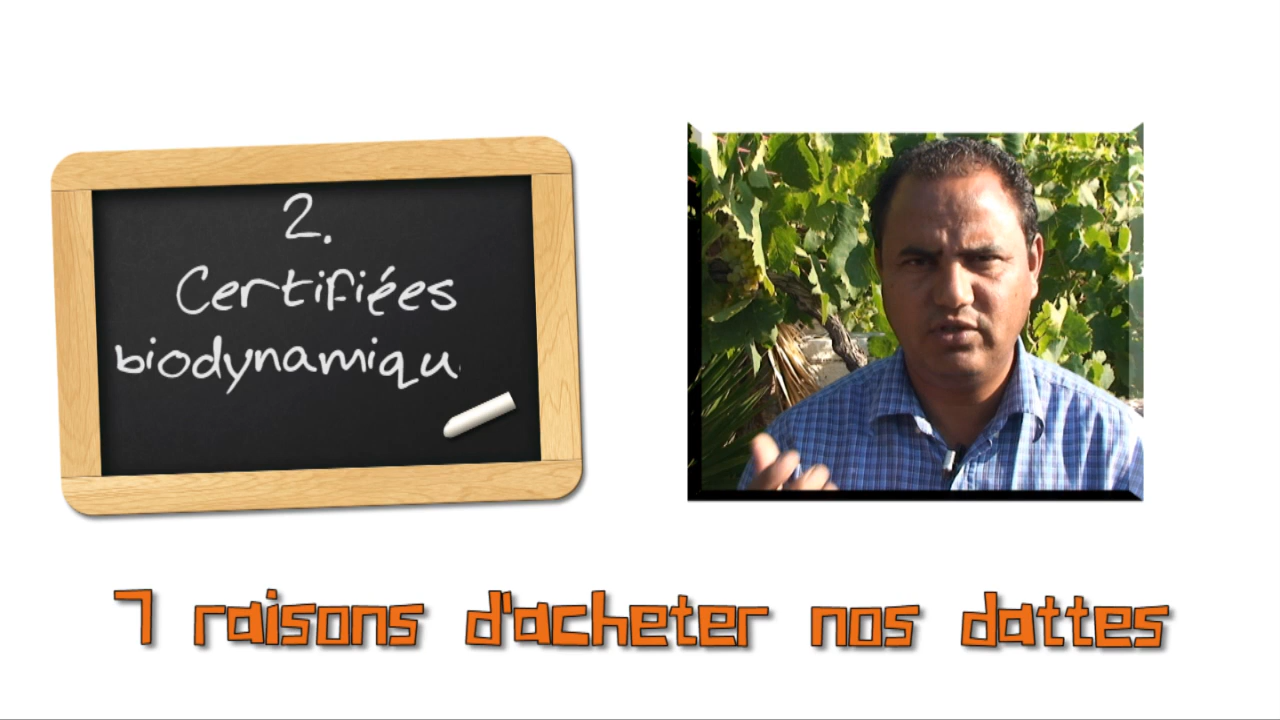 2.
Certifiées
biodynamiqu
7 raisons d'acheter nos dattes